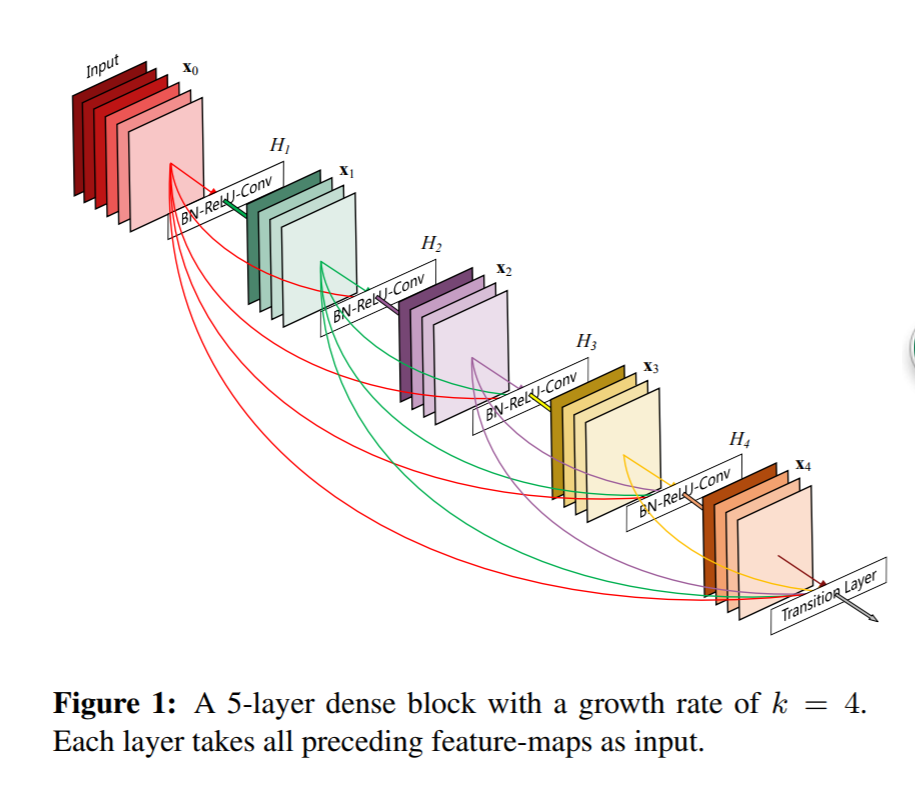 Input
x0
H1
BN-ReLU-Conv
x1
H2
BN-ReLU-Conv
x2
H3
BN-ReLU-Conv
x3
H4
BN-ReLU-Conv
x4
Transition Layer
Figure 1: A 5-layer dense block with a growth rate of k = 4.
Each layer takes all preceding feature-maps as input.